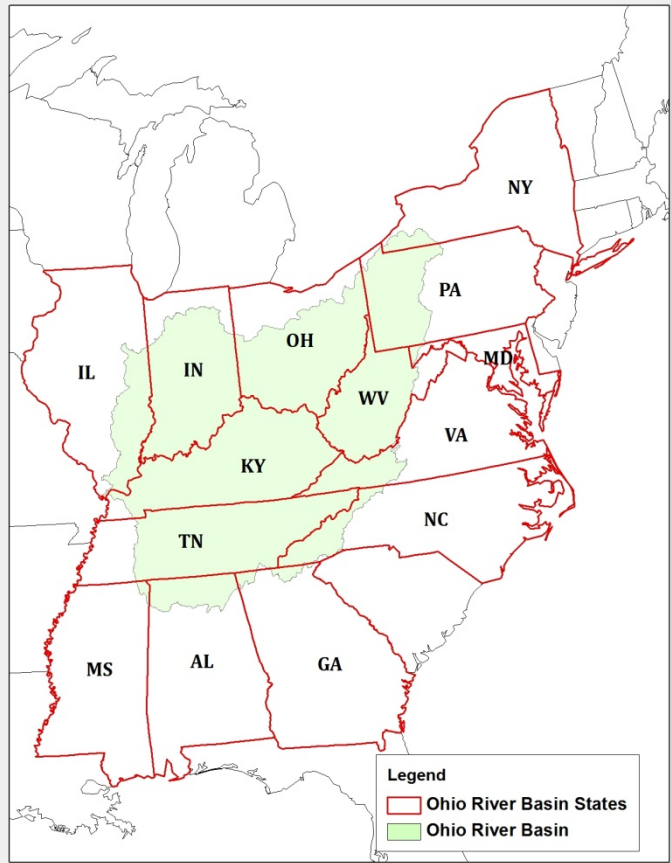 NY
PA
OH
MD
IL
IN
WV
VA
KY
NC
TN
MS
AL
GA
Legend
Ohio River Basin States
Ohio River Basin